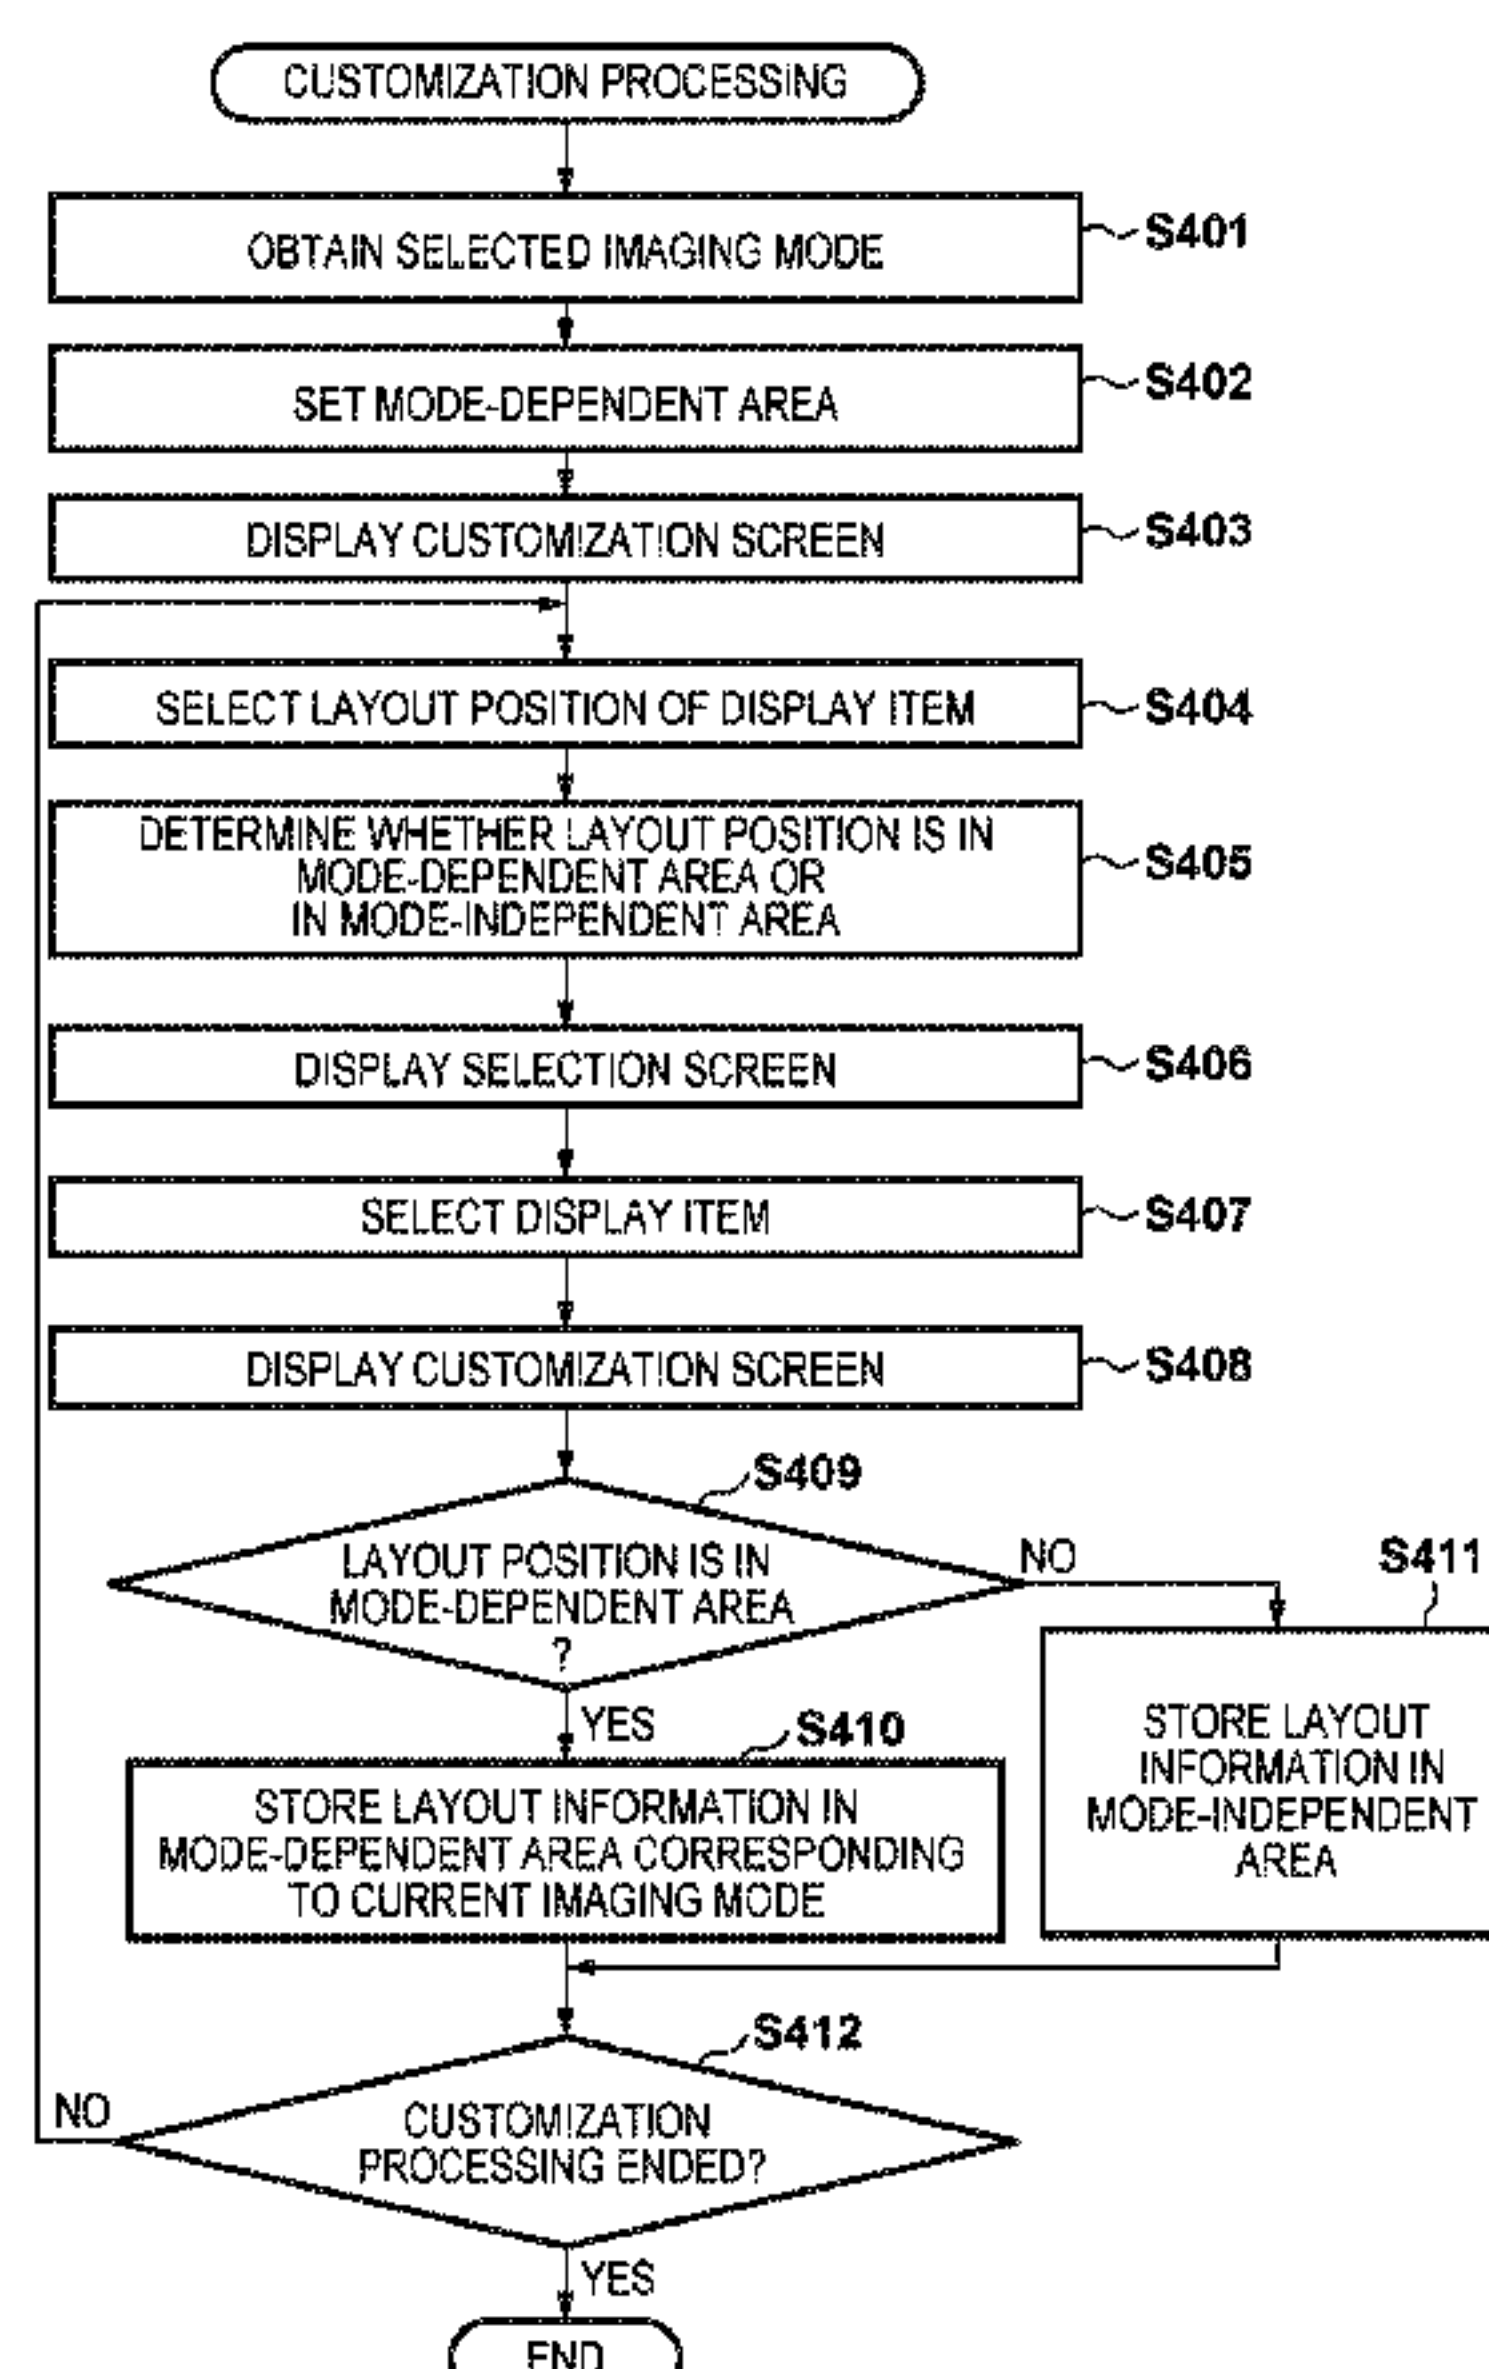 CUSTOMIZATION PROCESSING
OBTAIN SELECTED IMAGING MODE
S401
SET MODE-DEPENDENT AREA
S402
DISPLAY CUSTOMIZATION SCREEN
S403
SELECT LAYOUT POSITION OF DISPLAY ITEM
S404
DETERMINE WHETHER LAYOUT POSITION IS IN
MODE-DEPENDENT AREA OR
IN MODE-INDEPENDENT AREA
S405
DISPLAY SELECTION SCREEN
S406
SELECT DISPLAY ITEM
S407
DISPLAY CUSTOMIZATION SCREEN
S408
S409
LAYOUT POSITION IS IN
MODE-DEPENDENT AREA
?
NO
S411
YES
S410
STORE LAYOUT INFORMATION IN
MODE-DEPENDENT AREA CORRESPONDING
TO CURRENT IMAGING MODE
STORE LAYOUT
INFORMATION IN
MODE-INDEPENDENT
AREA
S412
NO
CUSTOMIZATION
PROCESSING ENDED?
YES
END